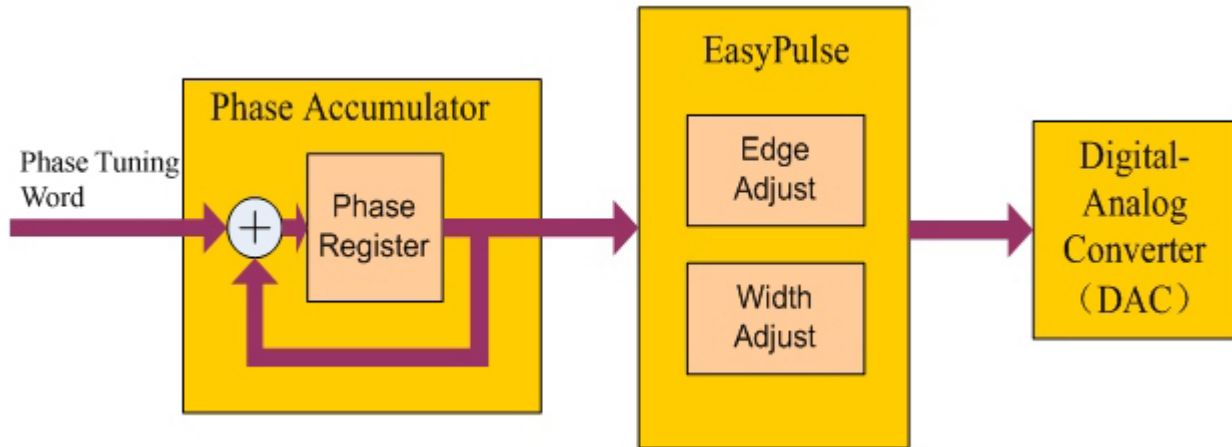 Phase Tuning
Word
Phase Accumulator
+
Phase
Register
EasyPulse
Edge
Adjust
Width
Adjust
Digital-
Analog
Converter
（DAC）